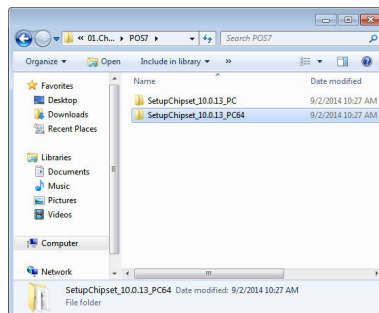 « 01.Ch... ▸ POS7 ▸
Search POS7
Organize
Open
Include in library
»
Favorites
Desktop
Downloads
Recent Places
Libraries
Documents
Music
Pictures
Videos
Computer
Network
Name
Date modified
SetupChipset_10.0.13_PC
9/2/2014 10:27 AM
SetupChipset_10.0.13_PC64
9/2/2014 10:27 AM
SetupChipset_10.0.13_PC64 Date modified: 9/2/2014 10:27 AM
File folder